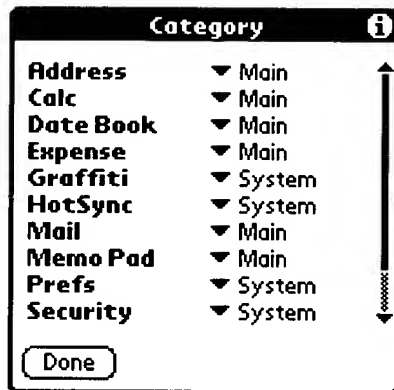 Category i
Address Main
Calc Main
Date Book Main
Expense Main
Graffiti System
HotSync System
Mail Main
Memo Pad Main
Prefs System
Security System
Done